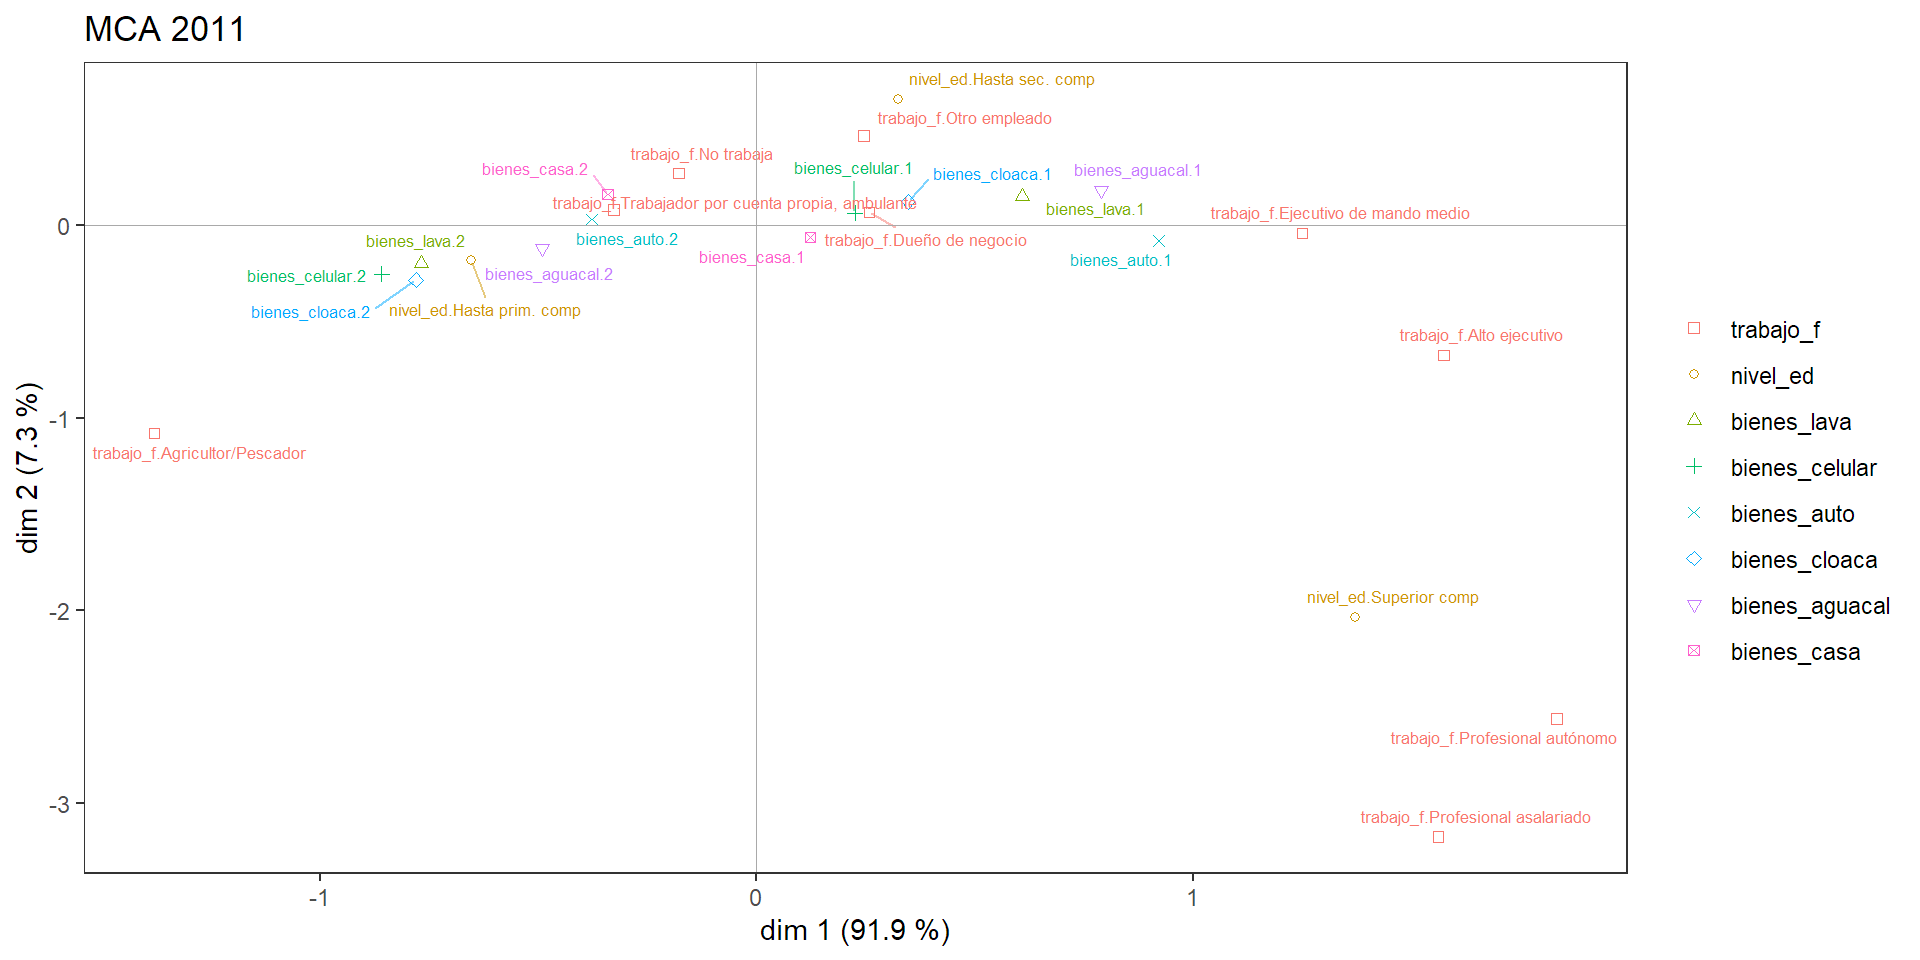 MCA 2011
nivel_ed.Hasta sec. comp
trabajo_f.Otro empleado
trabajo_f.No trabaja
bienes_casa.2
bienes_celular.1
bienes_cloaca.1
bienes_aguacal.1
trabajo_f.Trabajador por cuenta propia, ambulante
bienes_lava.1
trabajo_f.Ejecutivo de mando medio
bienes_lava.2
bienes_auto.2
trabajo_f.Dueño de negocio
bienes_casa.1
bienes_auto.1
bienes_celular.2
bienes_aguacal.2
bienes_cloaca.2
nivel_ed.Hasta prim. comp
trabajo_f.Alto ejecutivo
trabajo_f.Agricultor/Pescador
nivel_ed.Superior comp
trabajo_f.Profesional autónomo
trabajo_f.Profesional asalariado
0
-1
-2
-3
dim 2 (7.3 %)
-1
0
1
dim 1 (91.9 %)
trabajo_f
nivel_ed
bienes_lava
bienes_celular
bienes_auto
bienes_cloaca
bienes_aguacal
bienes_casa